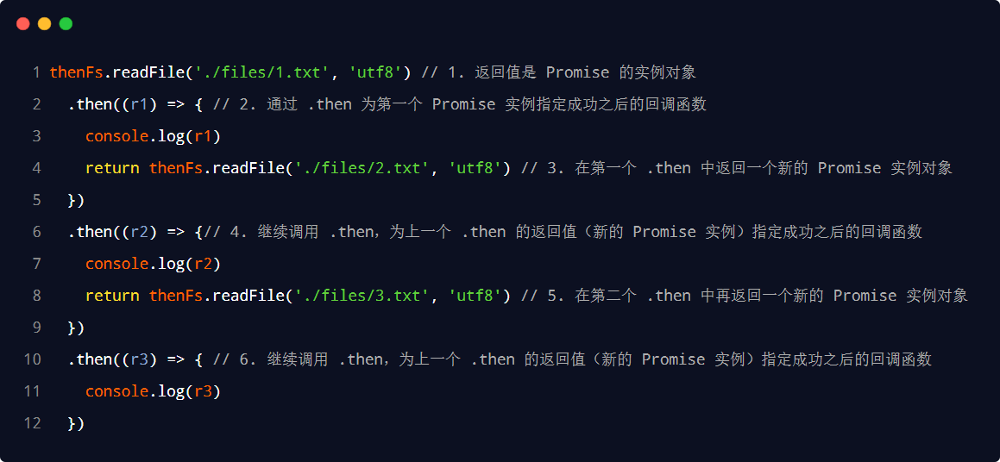 1 thenFs.readFile('./files/1.txt', 'utf8') // 1. 返回值是 Promise 的实例对象
2   .then((r1) => { // 2. 通过 .then 为第一个 Promise 实例指定成功之后的回调函数
3     console.log(r1)
4     return thenFs.readFile('./files/2.txt', 'utf8') // 3. 在第一个 .then 中返回一个新的 Promise 实例对象
5   })
6   .then((r2) => {// 4. 继续调用 .then，为上一个 .then 的返回值（新的 Promise 实例）指定成功之后的回调函数
7     console.log(r2)
8     return thenFs.readFile('./files/3.txt', 'utf8') // 5. 在第二个 .then 中再返回一个新的 Promise 实例对象
9   })
10   .then((r3) => { // 6. 继续调用 .then，为上一个 .then 的返回值（新的 Promise 实例）指定成功之后的回调函数
11     console.log(r3)
12   })